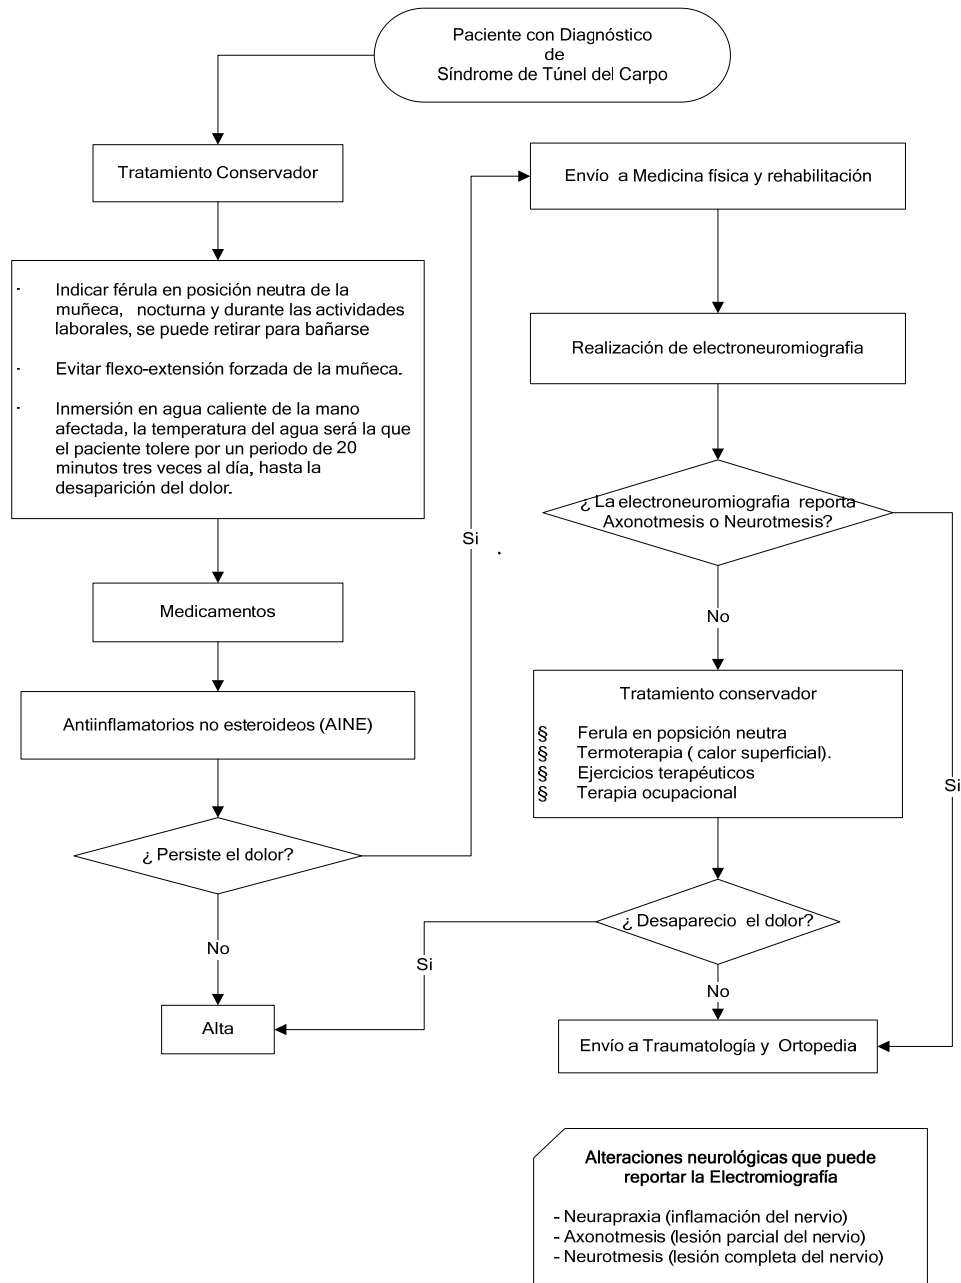 Paciente con Diagnóstico
de
Síndrome de Túnel del Carpo
Tratamiento Conservador
· Indicar férula en posición neutra de la
muñeca, nocturna y durante las actividades
laborales, se puede retirar para bañarse
· Evitar flexo-extensión forzada de la muñeca.
· Inmersión en agua caliente de la mano
afectada, la temperatura del agua será la que
el paciente tolere por un periodo de 20
minutos tres veces al día, hasta la
desaparición del dolor.
Medicamentos
Antiinflamatorios no esteroideos (AINE)
¿ Persiste el dolor?
No
Alta
Si
Envío a Medicina física y rehabilitación
Realización de electroneuromiografia
¿ La electroneuromiografia reporta
Axonotmesis o Neurotmesis?
No
Si
Tratamiento conservador
§ Ferula en popsición neutra
§ Termoterapia ( calor superficial).
§ Ejercicios terapéuticos
§ Terapia ocupacional
¿ Desaparecio el dolor?
Si
No
Envío a Traumatología y Ortopedia
Alteraciones neurológicas que puede
reportar la Electromiografía
- Neurapraxia (inflamación del nervio)
- Axonotmesis (lesión parcial del nervio)
- Neurotmesis (lesión completa del nervio)